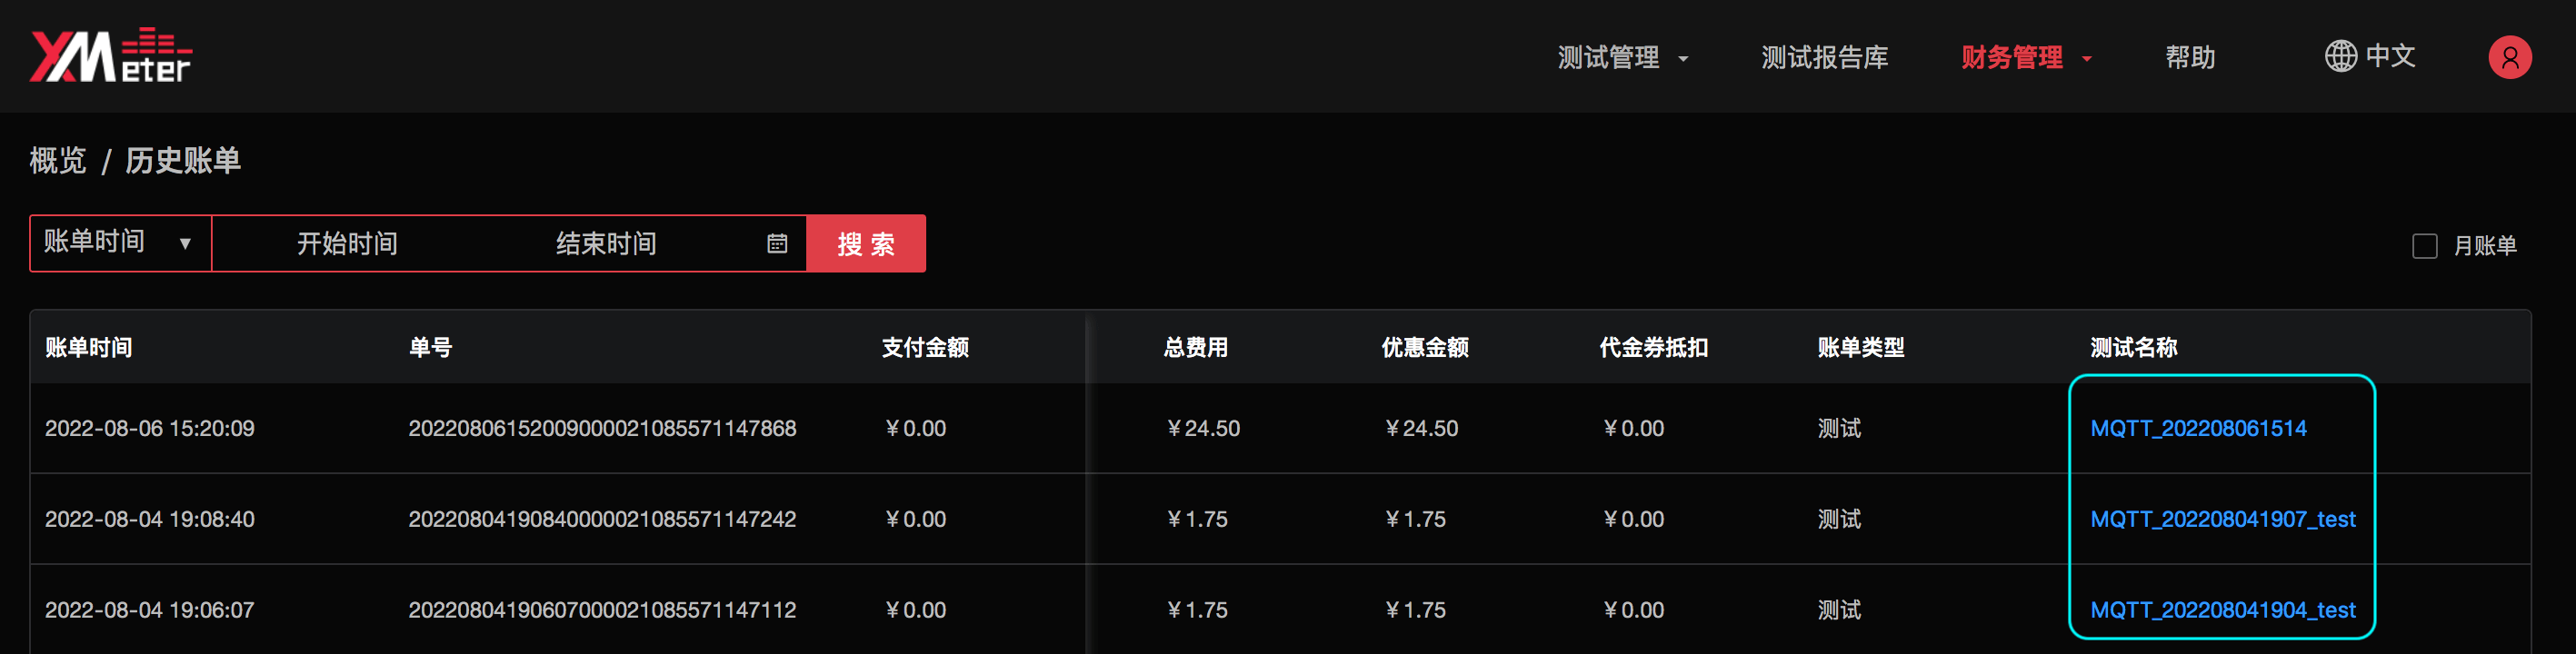 XMeter 测试管理 测试报告库 财务管理 帮助 中文
概览 / 历史账单
账单时间 开始时间 结束时间 搜 索 月账单
账单时间 单号 支付金额 总费用 优惠金额 代金券抵扣 账单类型 测试名称
2022-08-06 15:20:09 20220806152009000021085571147868 ¥0.00 ¥24.50 ¥24.50 ¥0.00 测试 MQTT_202208061514
2022-08-04 19:08:40 20220804190840000021085571147242 ¥0.00 ¥1.75 ¥1.75 ¥0.00 测试 MQTT_202208041907_test
2022-08-04 19:06:07 20220804190607000021085571147112 ¥0.00 ¥1.75 ¥1.75 ¥0.00 测试 MQTT_202208041904_test